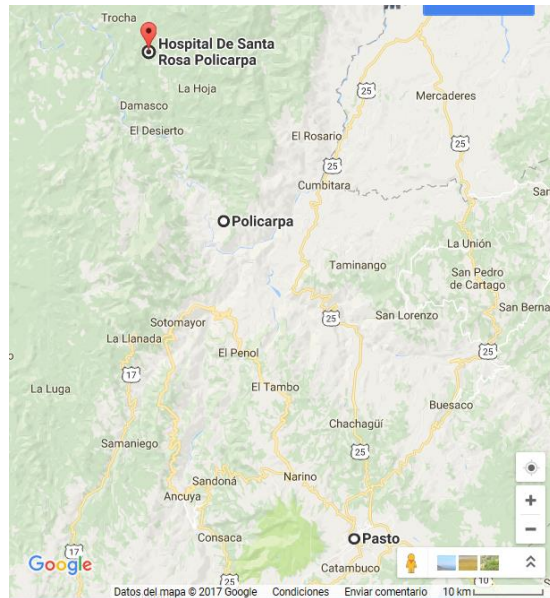 Trocha
Hospital De Santa
Rosa Policarpa
La Hoja
25
Mercaderes
Damasco
El Desierto
El Rosario
25
25
Cumbitara
Policarpa
La Unión
Taminango
San Pedro
de Cartago
San Lorenzo
San Berna
Sotomayor
25
La Llanada
El Penol
25
17
La Luga
El Tambo
Buesaco
Chachagüí
Samaniego
25
Sandoná
Narino
Ancuya
Consaca
Pasto
17
Google
25
Catambuco
Datos del mapa © 2017 Google Condiciones Enviar comentario 10 km
10